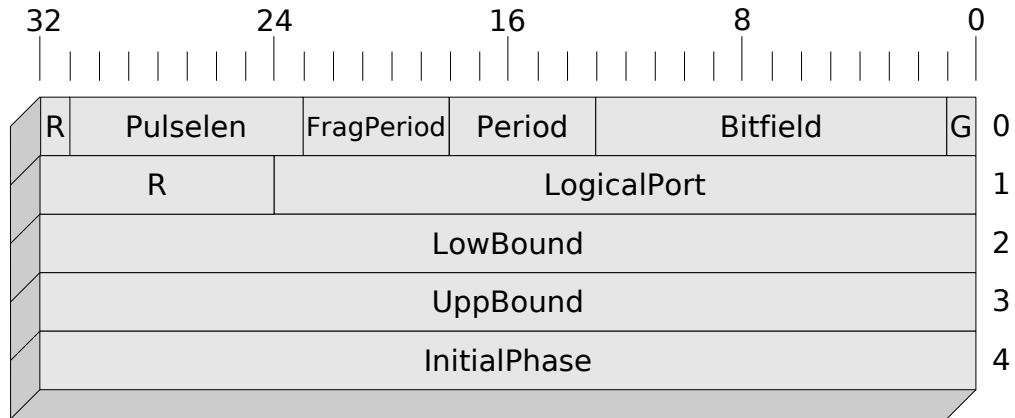 32 24 16 8 0
R Pulselen FragPeriod Period Bitfield G 0
R LogicalPort 1
LowBound 2
UppBound 3
InitialPhase 4